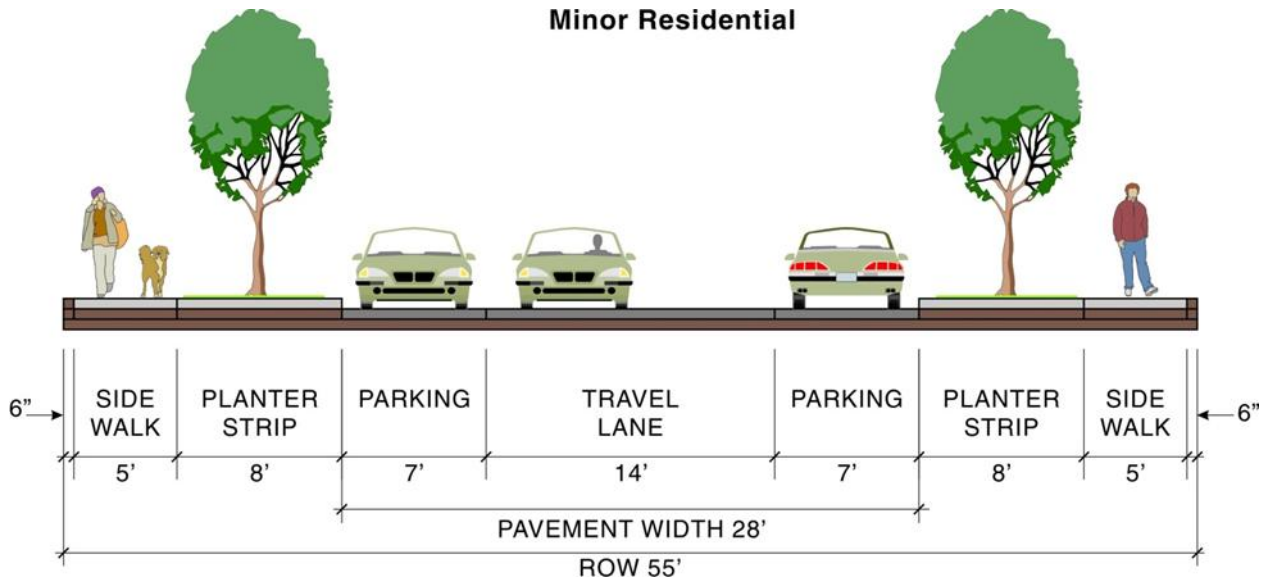 Minor Residential
6”
SIDE
WALK
PLANTER
STRIP
PARKING
TRAVEL
LANE
PARKING
PLANTER
STRIP
SIDE
WALK
6”
5’
8’
7’
14’
7’
8’
5’
PAVEMENT WIDTH 28’
ROW 55’